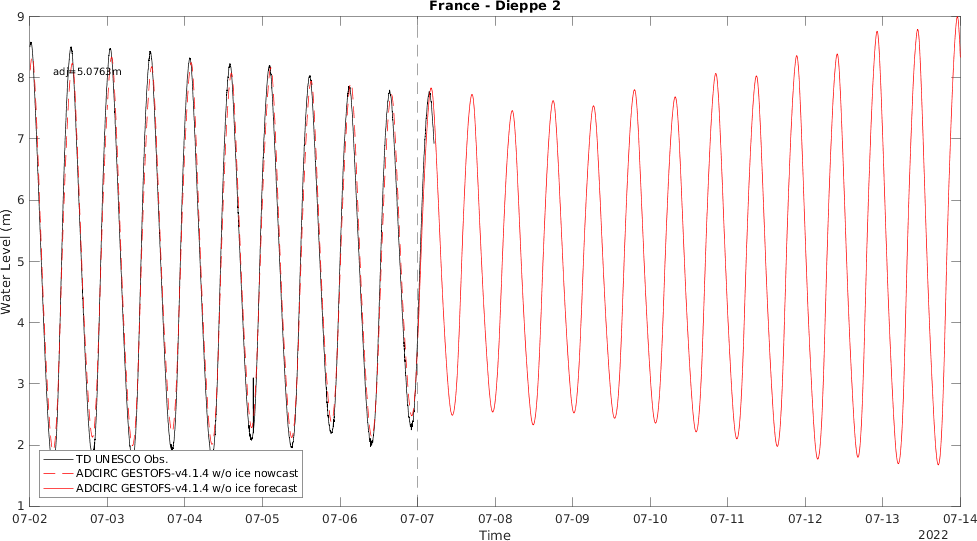 France - Dieppe 2
9
8
7
6
5
4
3
2
1
Water Level (m)
adj=5.0763m
TD UNESCO Obs.
ADCIRC GESTOFS-v4.1.4 w/o ice nowcast
ADCIRC GESTOFS-v4.1.4 w/o ice forecast
07-02 07-03 07-04 07-05 07-06 07-07 07-08 07-09 07-10 07-11 07-12 07-13 07-14
Time
2022